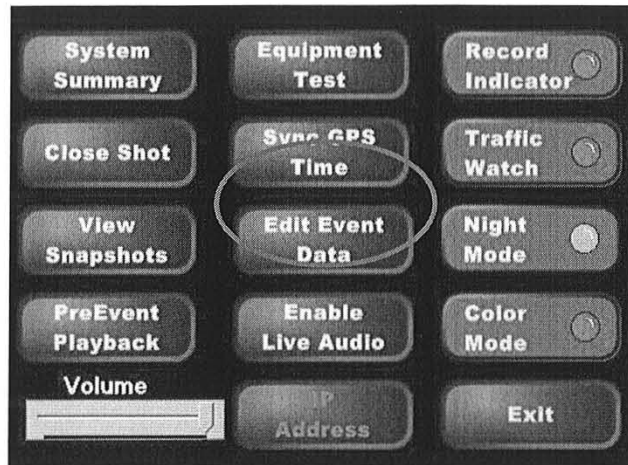 System
Summary
Equipment
Test
Record
Indicator
Close Shot
Sync GPS
Time
Traffic
Watch
View
Snapshots
Edit Event
Data
Night
Mode
PreEvent
Playback
Enable
Live Audio
Color
Mode
Volume
IP
Address
Exit